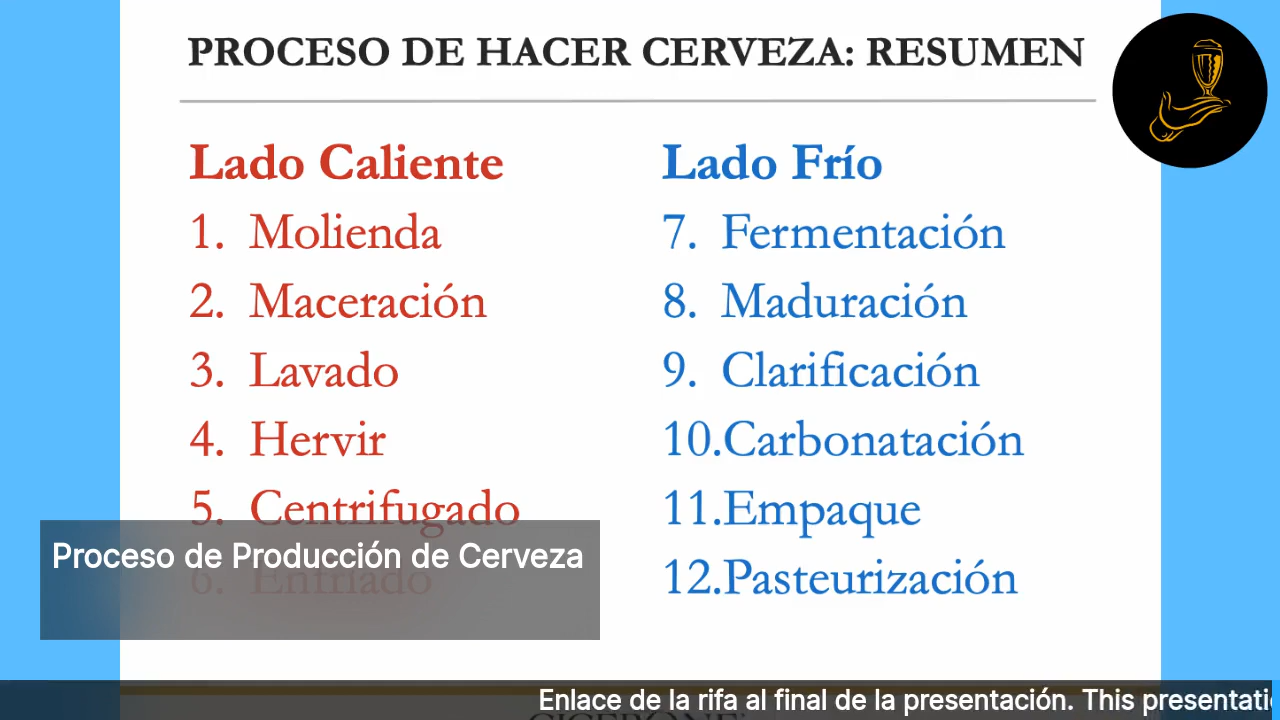 PROCESO DE HACER CERVEZA: RESUMEN
Lado Caliente
1. Molienda
2. Maceración
3. Lavado
4. Hervir
5. Centrifugado
6. Enfriado
Lado Frío
7. Fermentación
8. Maduración
9. Clarificación
10.Carbonatación
11.Empaque
12.Pasteurización
Proceso de Producción de Cerveza
Enlace de la rifa al final de la presentación. This presentati